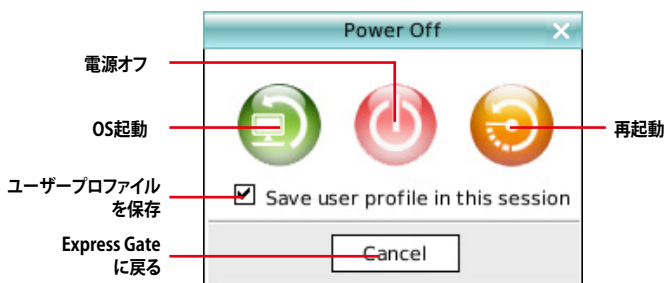 Power Off
電源オフ
OS起動
再起動
ユーザープロファイル
を保存
Save user profile in this session
Express Gate
に戻る
Cancel